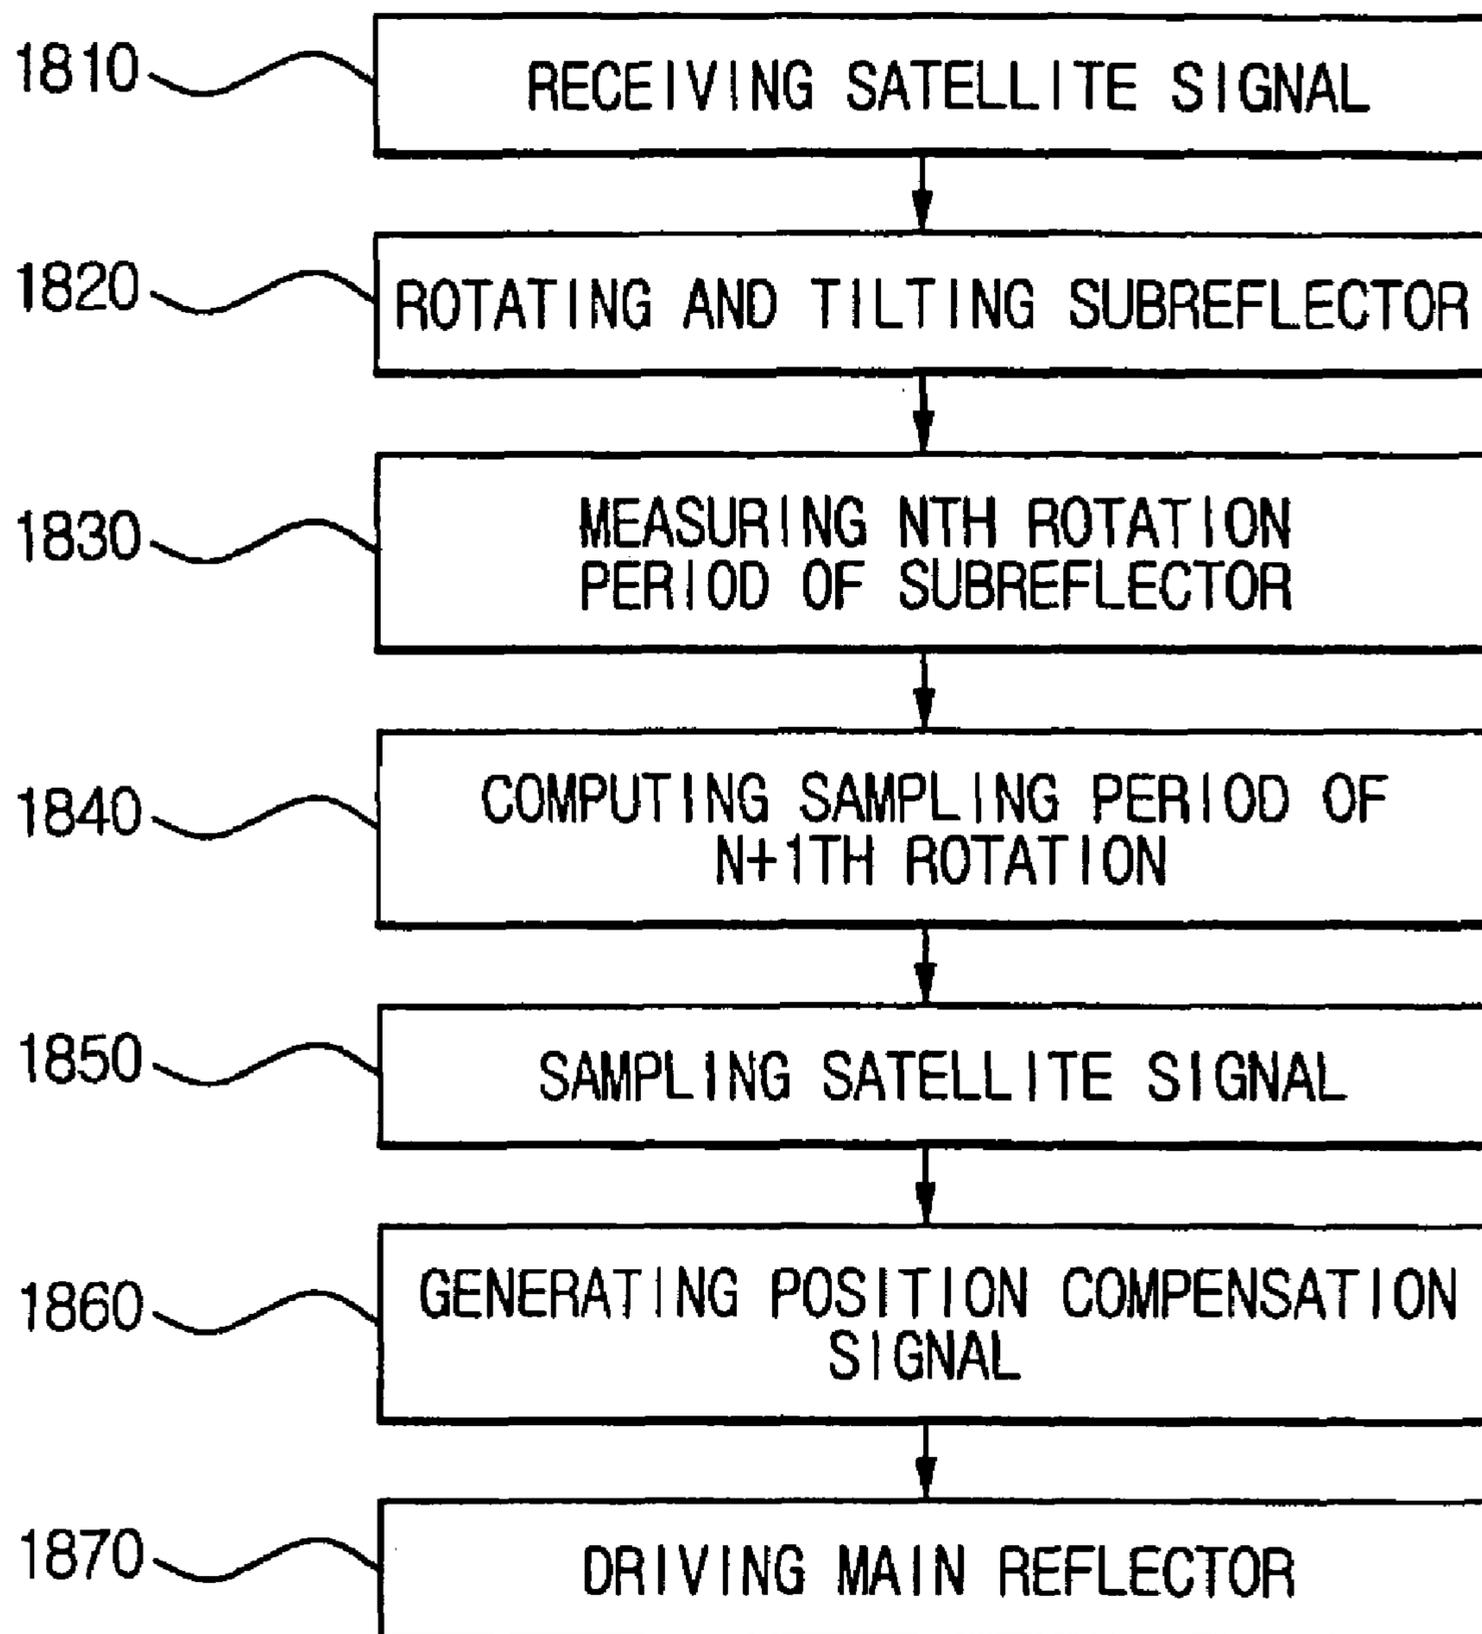 1810
RECEIVING SATELLITE SIGNAL
1820
ROTATING AND TILTING SUBREFLECTOR
1830
MEASURING NTH ROTATION
PERIOD OF SUBREFLECTOR
1840
COMPUTING SAMPLING PERIOD OF
N+1TH ROTATION
1850
SAMPLING SATELLITE SIGNAL
1860
GENERATING POSITION COMPENSATION
SIGNAL
1870
DRIVING MAIN REFLECTOR